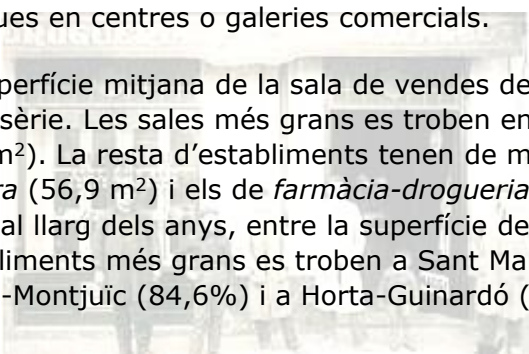 ues en centres o galeries comercials.
perfície mitjana de la sala de vendes de
sèrie. Les sales més grans es troben en
m²). La resta d’establiments tenen de m
ra (56,9 m²) i els de farmàcia-drogueria
al llarg dels anys, entre la superfície de
liments més grans es troben a Sant Ma
-Montjuïc (84,6%) i a Horta-Guinardó (